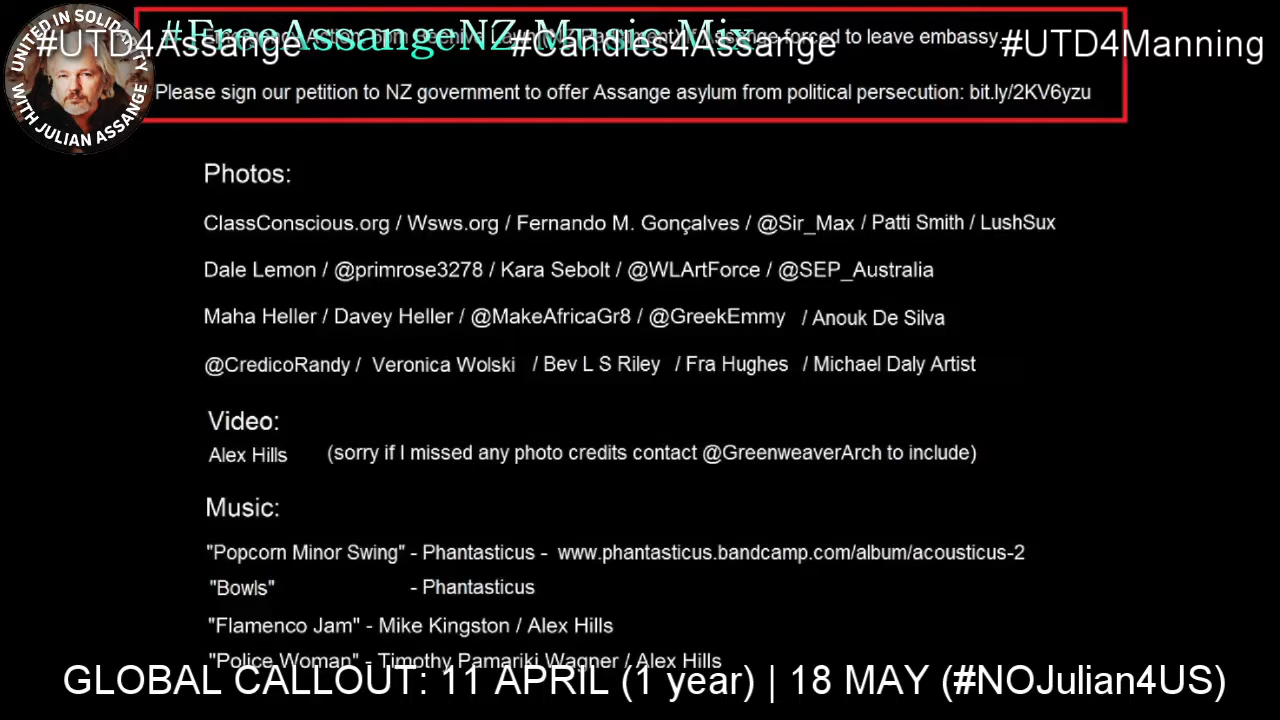 UNITED IN SOLIDARITY
WITH JULIAN ASSANGE
#FreeAssangeNZ Music Mix
#UTD4Assange #Candles4Assange #UTD4Manning
Assange forced to leave embassy.
Please sign our petition to NZ government to offer Assange asylum from political persecution: bit.ly/2KV6yzu
Photos:
ClassConscious.org / Wsws.org / Fernando M. Gonçalves / @Sir_Max / Patti Smith / LushSux
Dale Lemon / @primrose3278 / Kara Sebolt / @WLArtForce / @SEP_Australia
Maha Heller / Davey Heller / @MakeAfricaGr8 / @GreekEmmy / Anouk De Silva
@CredicoRandy / Veronica Wolski / Bev L S Riley / Fra Hughes / Michael Daly Artist
Video:
Alex Hills (sorry if I missed any photo credits contact @GreenweaverArch to include)
Music:
"Popcorn Minor Swing" - Phantasticus - www.phantasticus.bandcamp.com/album/acousticus-2
"Bowls" - Phantasticus
"Flamenco Jam" - Mike Kingston / Alex Hills
"Police Woman" - Timothy Pamariki Wagner / Alex Hills
GLOBAL CALLOUT: 11 APRIL (1 year) | 18 MAY (#NOJulian4US)